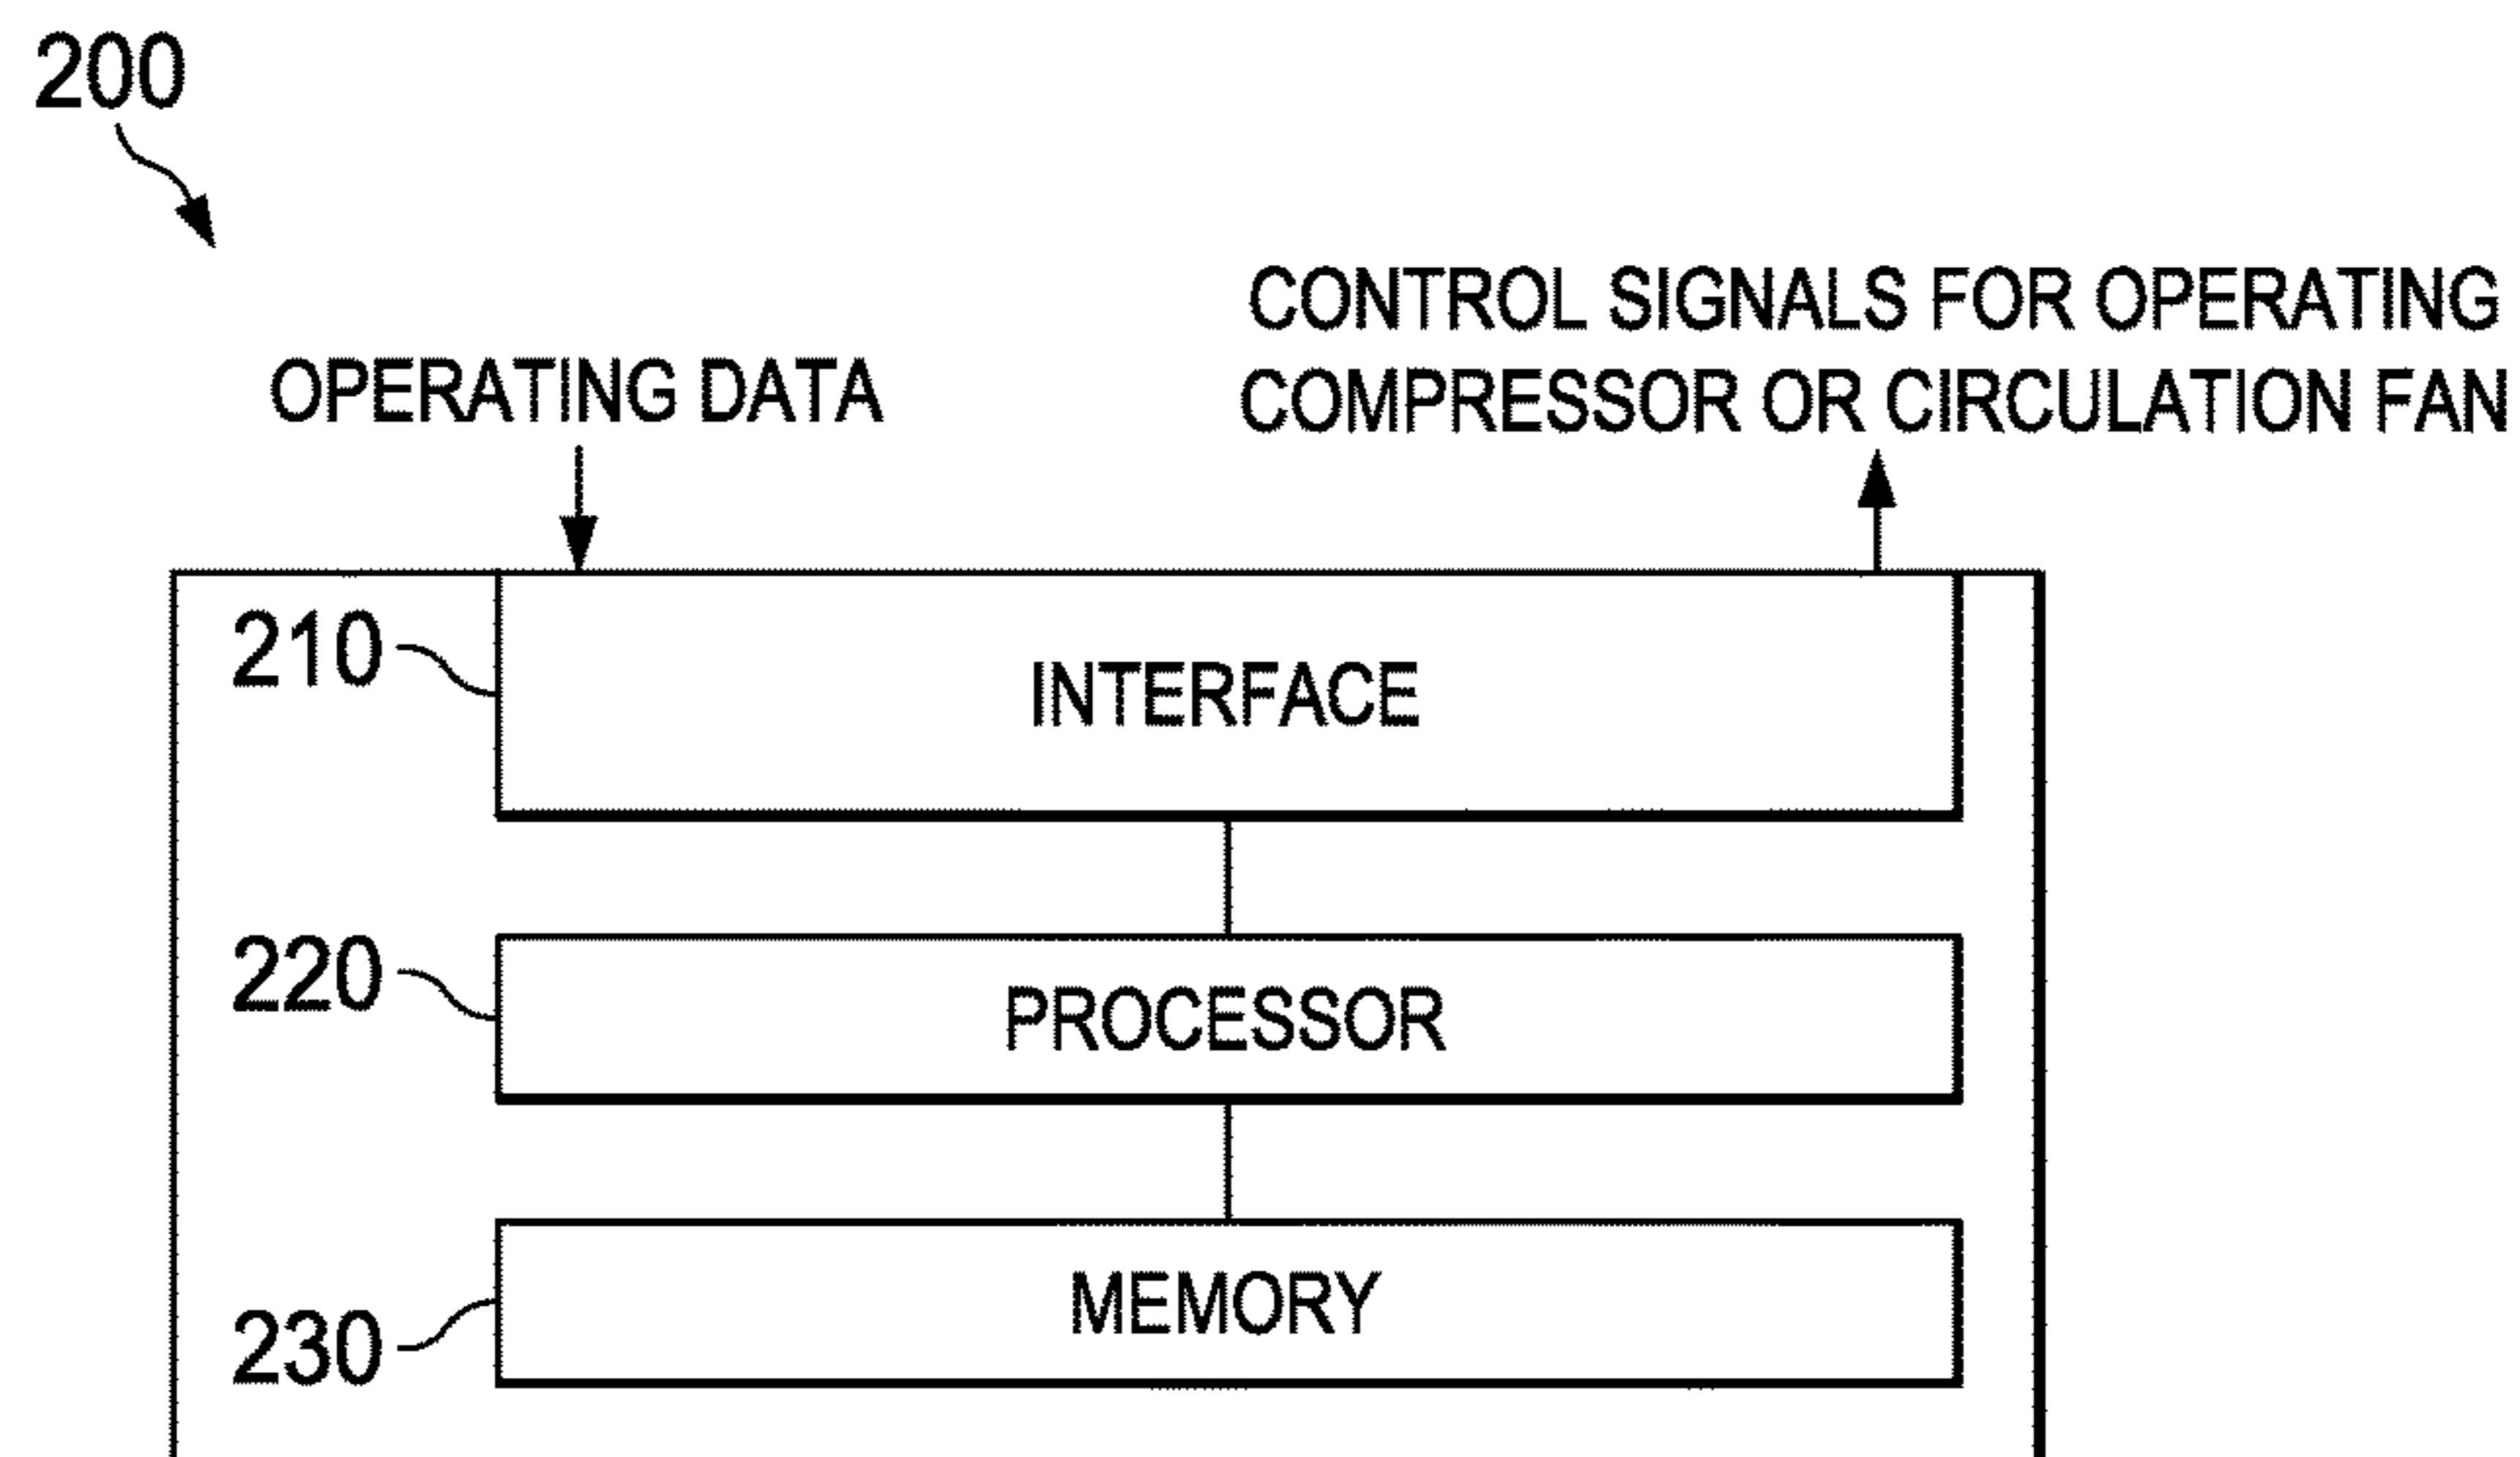 200
CONTROL SIGNALS FOR OPERATING
OPERATING DATA
COMPRESSOR OR CIRCULATION FAN
210
INTERFACE
220
PROCESSOR
MEMORY
230